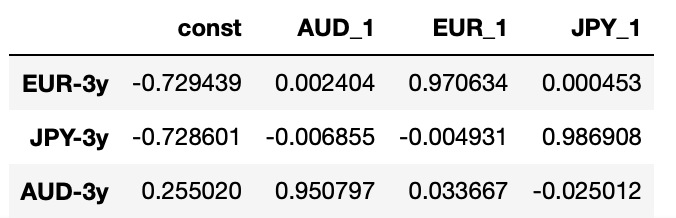 const AUD_1 EUR_1 JPY_1
EUR-3y -0.729439 0.002404 0.970634 0.000453
JPY-3y -0.728601 -0.006855 -0.004931 0.986908
AUD-3y 0.255020 0.950797 0.033667 -0.025012